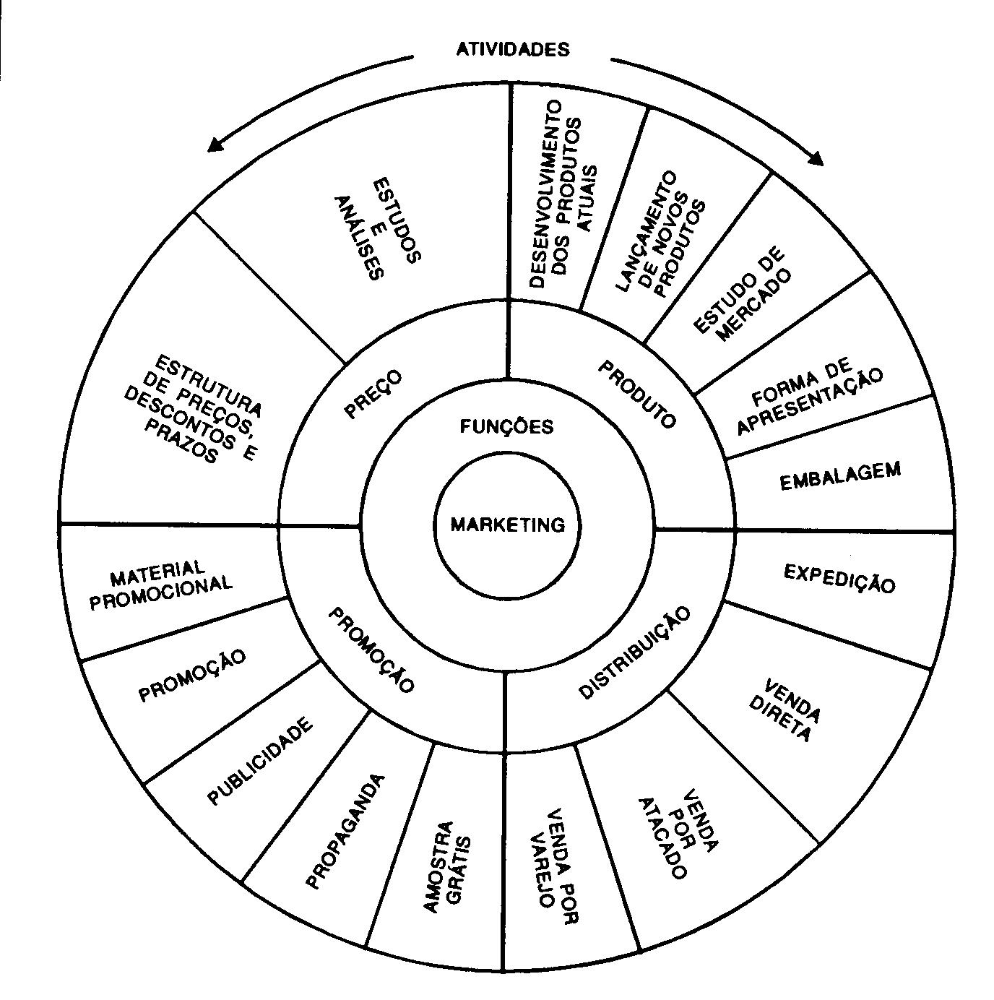 ATIVIDADES
DESENVOLVIMENTO
DOS PRODUTOS
ATUAIS
LANÇAMENTO
DE NOVOS
PRODUTOS
ESTUDO DE
MERCADO
FORMA DE
APRESENTAÇÃO
EMBALAGEM
EXPEDIÇÃO
VENDA
DIRETA
VENDA
POR
ATACADO
VENDA POR
VAREJO
AMOSTRA
GRÁTIS
PROPAGANDA
PUBLICIDADE
PROMOÇÃO
MATERIAL
PROMOCIONAL
ESTRUTURA
DE PREÇOS,
DESCONTOS E
PRAZOS
ESTUDOS
E
ANÁLISES
PREÇO
PRODUTO
DISTRIBUIÇÃO
PROMOÇÃO
FUNÇÕES
MARKETING